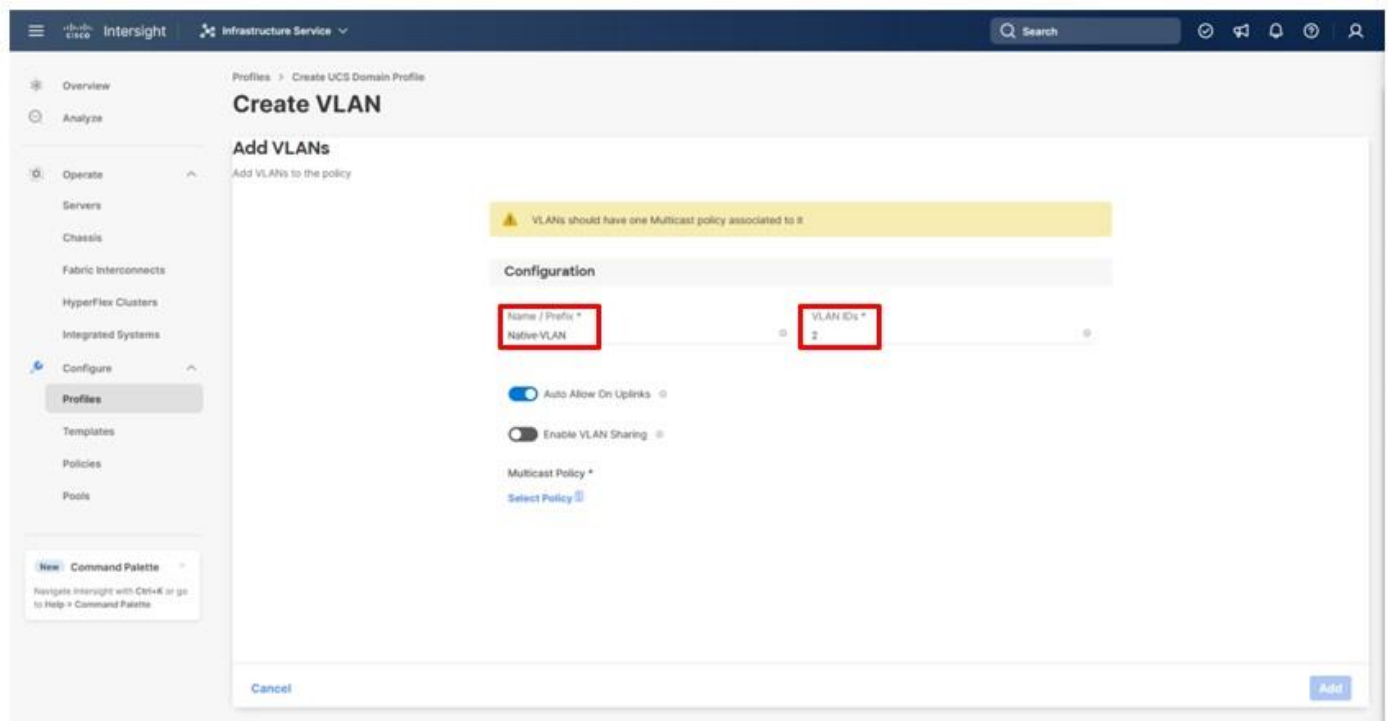 cisco Intersight
Infrastructure Service
Search
Overview
Analyze
Operate
Servers
Chassis
Fabric Interconnects
HyperFlex Clusters
Integrated Systems
Configure
Profiles
Templates
Policies
Pools
New Command Palette
Navigate Intersight with Ctrl+K or go
to Help > Command Palette
Profiles > Create UCS Domain Profile
Create VLAN
Add VLANs
Add VLANs to the policy
VLANs should have one Multicast policy associated to it
Configuration
Name / Prefix *
Native-VLAN
VLAN IDs *
2
Auto Allow On Uplinks
Enable VLAN Sharing
Multicast Policy *
Select Policy
Cancel
Add